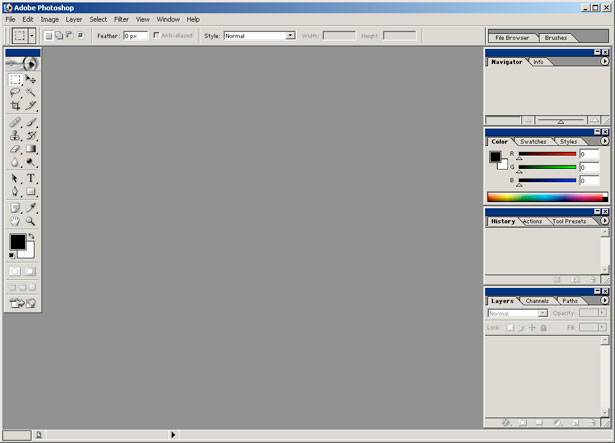 Adobe Photoshop
File Edit Image Layer Select Filter View Window Help
Feather: 0 px Anti-aliased Style: Normal Width: Height: File Browser Brushes
Navigator Info
Color Swatches Styles
R 0
G 0
B 0
History Actions Tool Presets
T
Layers Channels Paths
Normal Opacity:
Lock: Fill: